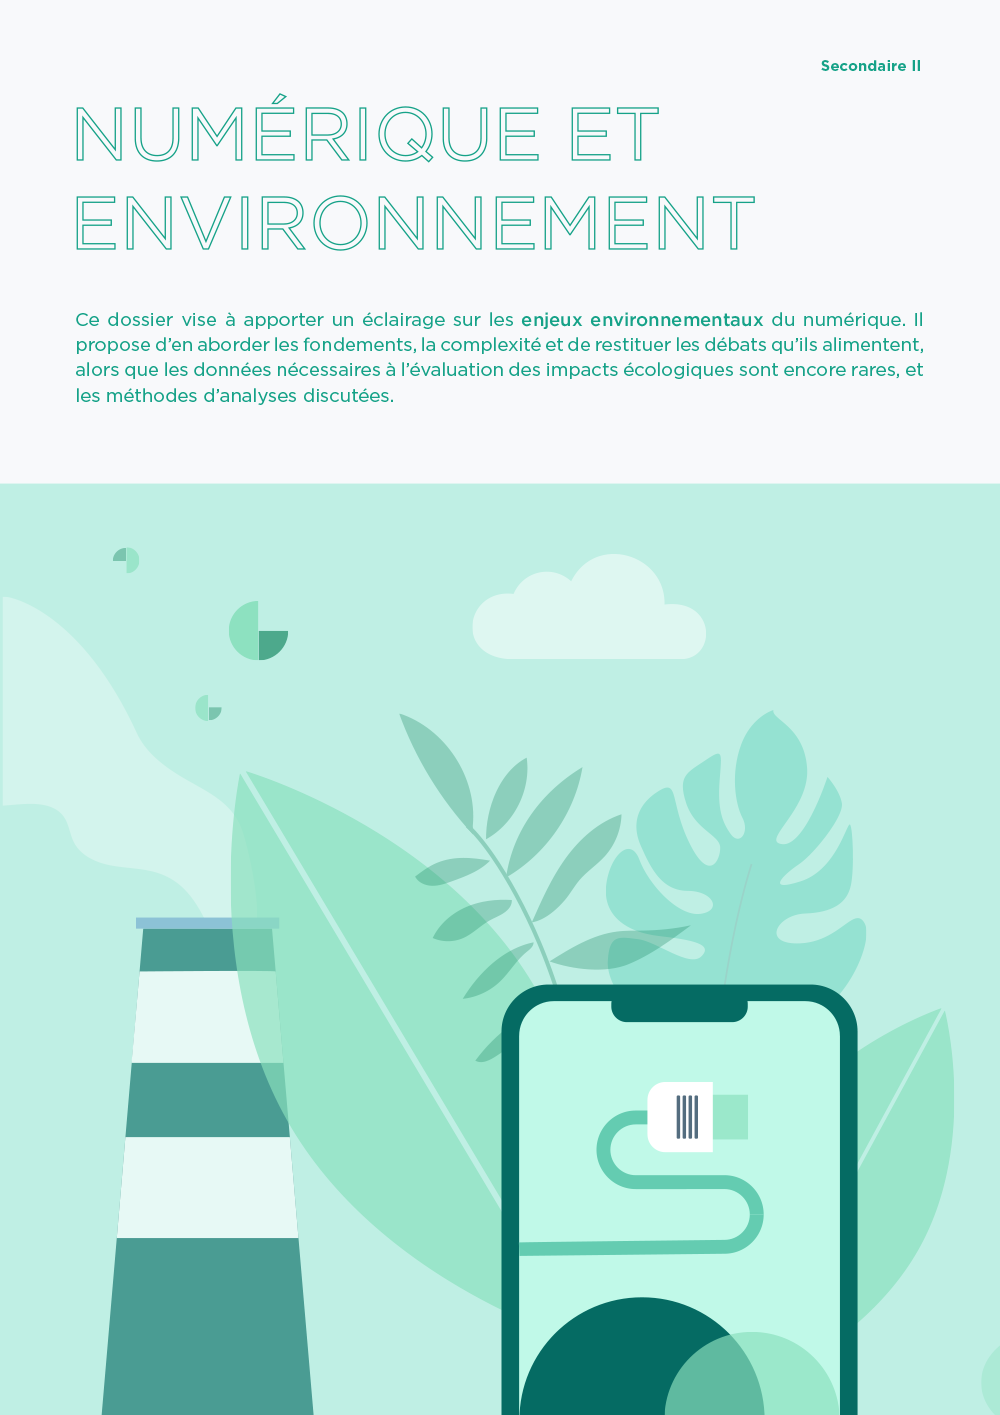 Secondaire II
NUMÉRIQUE ET
ENVIRONNEMENT
Ce dossier vise à apporter un éclairage sur les enjeux environnementaux du numérique. Il
propose d’en aborder les fondements, la complexité et de restituer les débats qu’ils alimentent,
alors que les données nécessaires à l’évaluation des impacts écologiques sont encore rares, et
les méthodes d’analyses discutées.